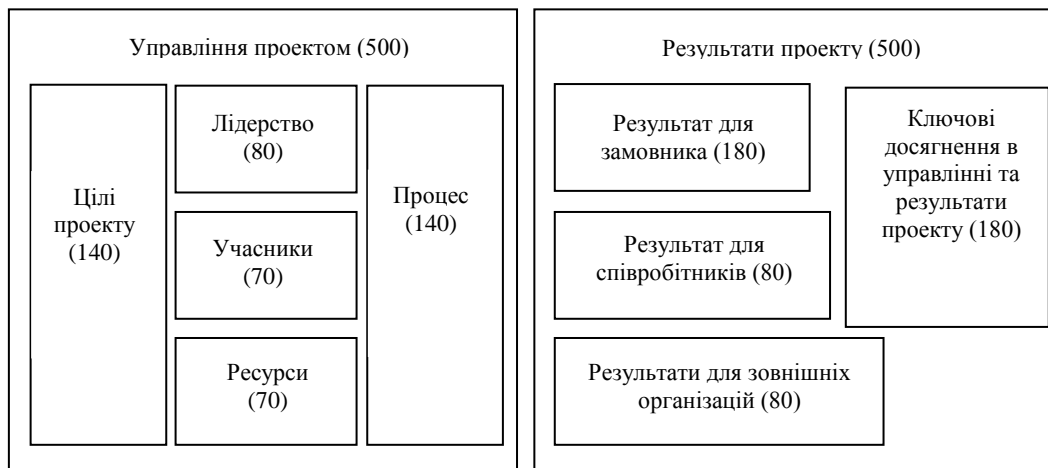 Управління проектом (500)
Цілі
проекту
(140)
Лідерство
(80)
Учасники
(70)
Ресурси
(70)
Процес
(140)
Результати проекту (500)
Результат для
замовника (180)
Результат для
співробітників (80)
Результати для зовнішніх
організацій (80)
Ключові
досягнення в
управлінні та
результати
проекту (180)